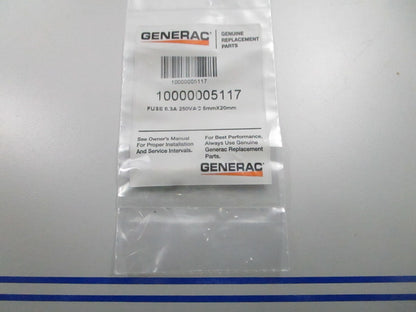 GENERAC
GENUINE
REPLACEMENT
PARTS
10000005117
10000005117
FUSE 6.3A 250VAC 5mmX20mm
See Owner's Manual
For Proper Installation
And Service Intervals.
For Best Performance,
Always Use Genuine
Generac Replacement
Parts.
GENERAC